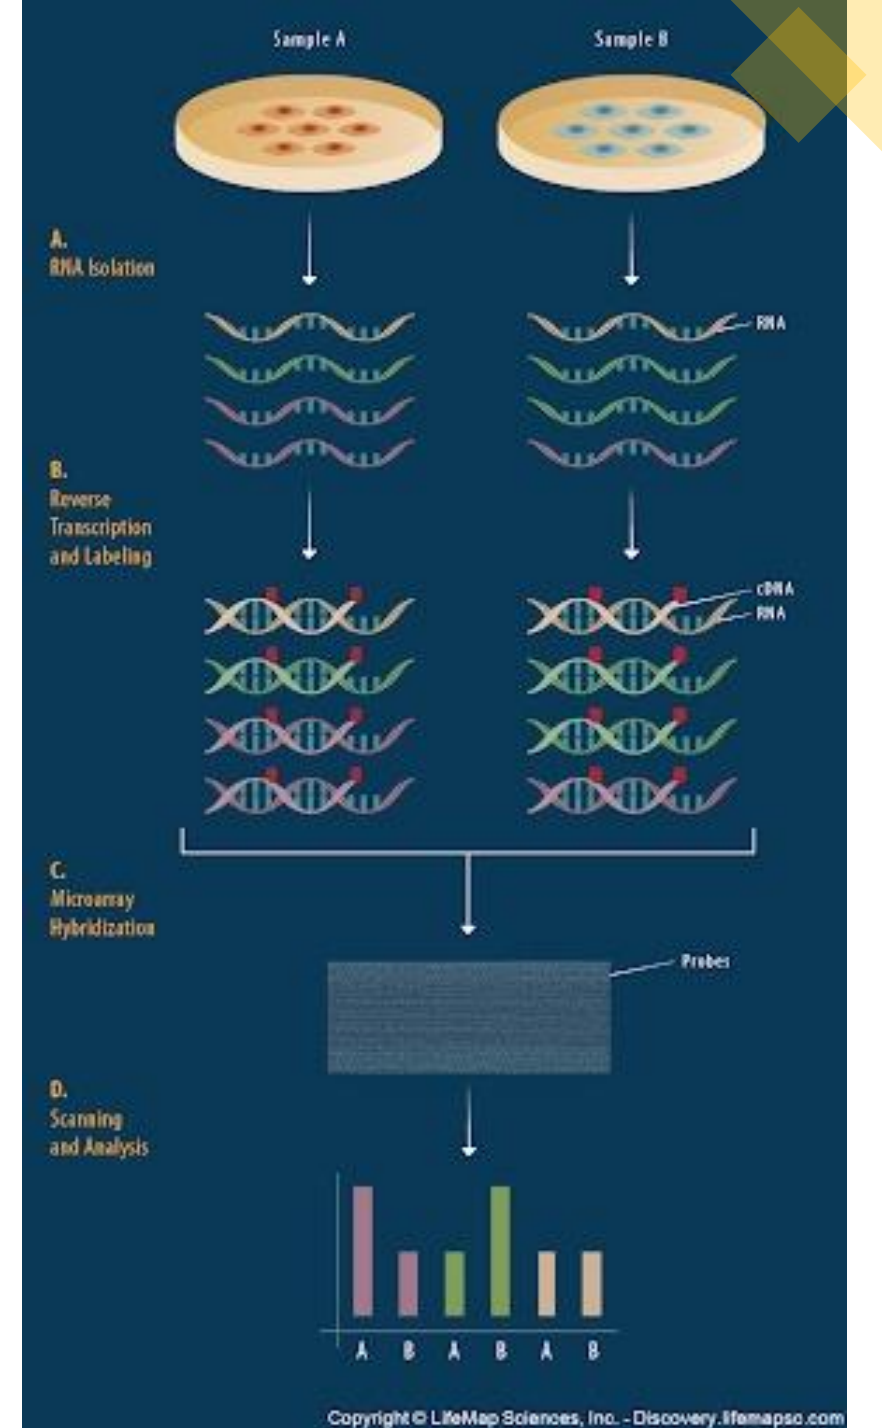 Sample A
Sample B
A.
RNA Isolation
RNA
B.
Reverse
Transcription
and Labeling
cDNA
RNA
C.
Microarray
Hybridization
Probes
D.
Scanning
and Analysis
A B A B A B
Copyright © LifeMap Sciences, Inc. - Discovery.lifemapsc.com